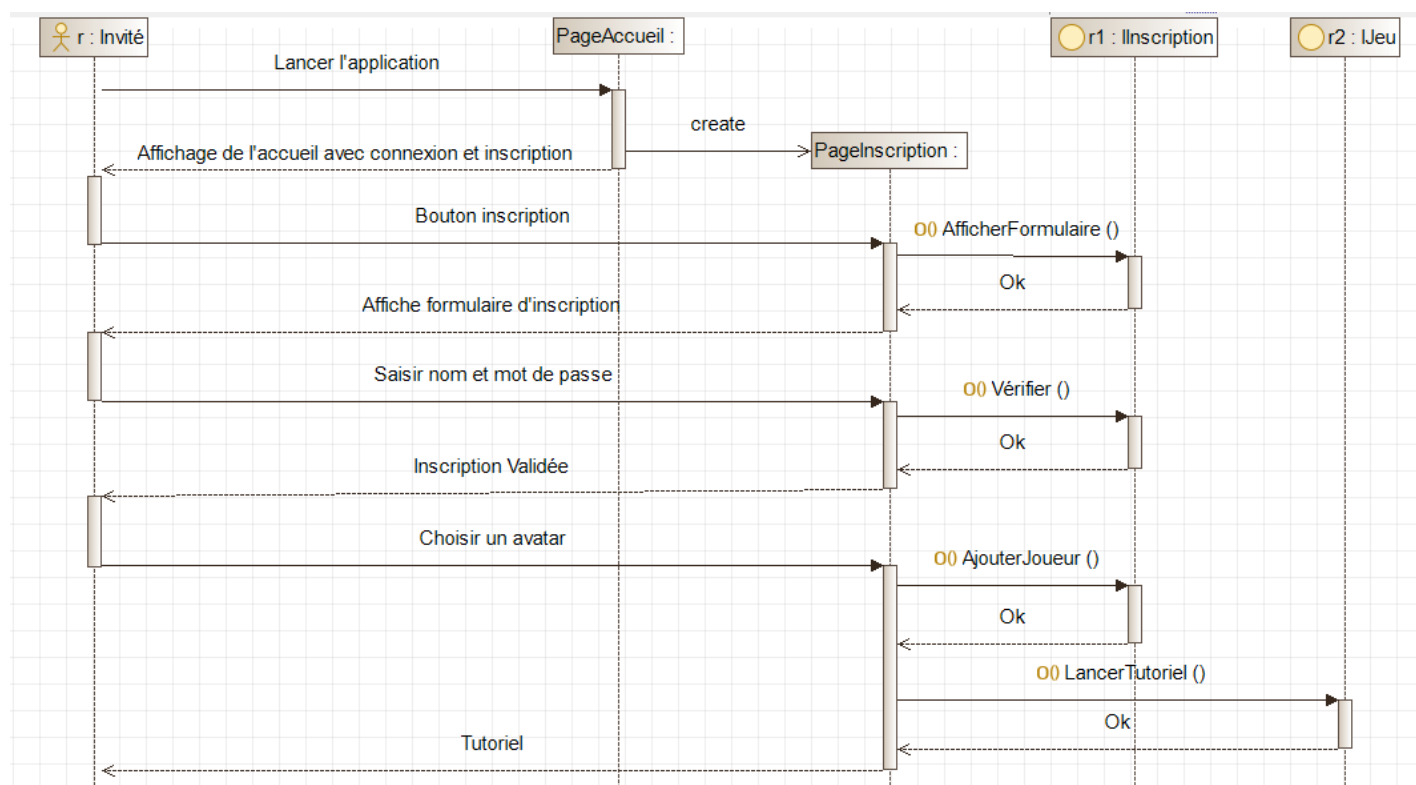 r : Invité
PageAccueil :
r1 : IInscription
r2 : IJeu
Lancer l'application
create
PageInscription :
Affichage de l'accueil avec connexion et inscription
Bouton inscription
O() AfficherFormulaire ()
Ok
Affiche formulaire d'inscription
Saisir nom et mot de passe
O() Vérifier ()
Ok
Inscription Validée
Choisir un avatar
O() AjouterJoueur ()
Ok
O() LancerTutoriel ()
Ok
Tutoriel